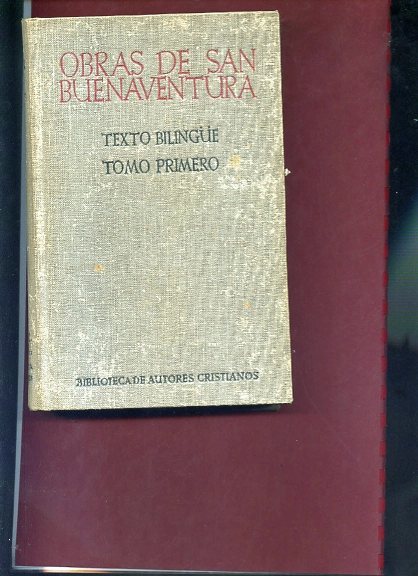 OBRAS DE SAN
BUENAVENTURA
TEXTO BILINGÜE
TOMO PRIMERO
BIBLIOTECA DE AUTORES CRISTIANOS